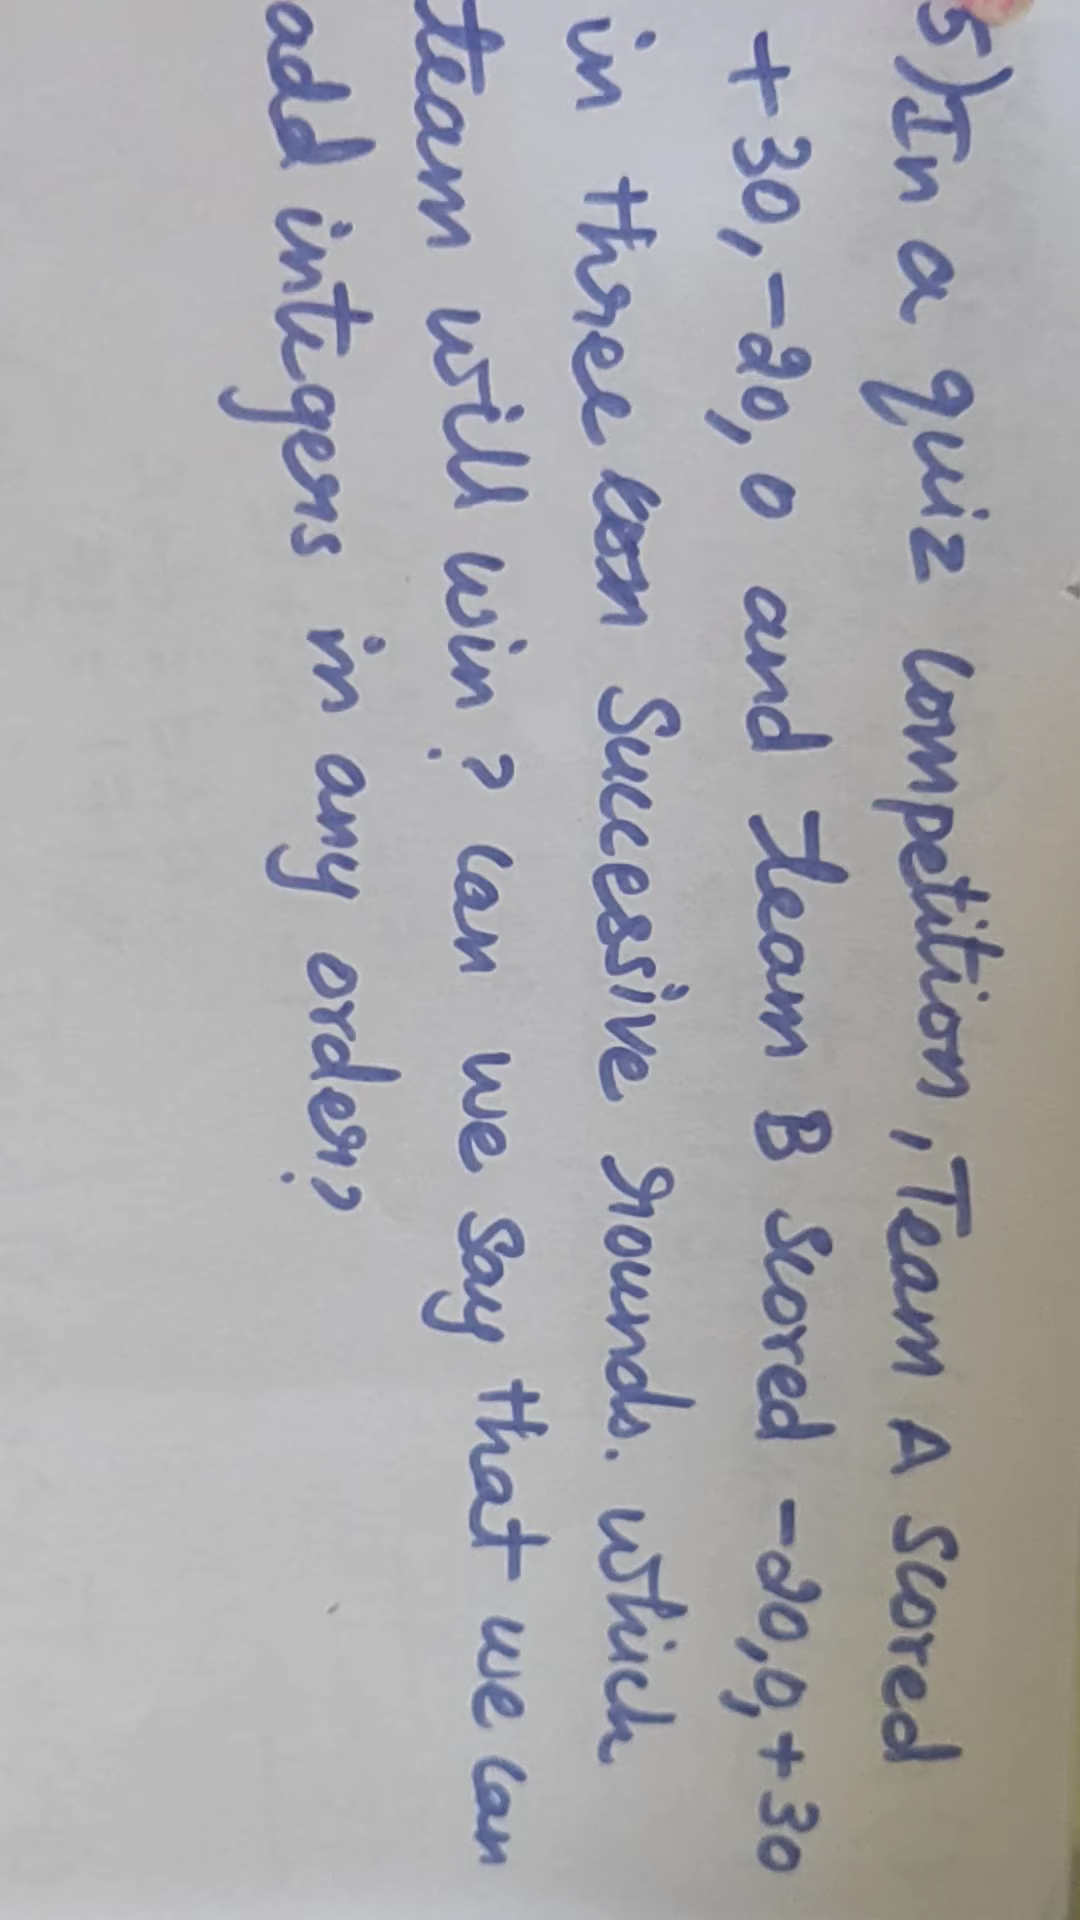 5) In a quiz competition, Team A scored
+30, -20, 0 and team B scored -20, 0, +30
in three successive rounds. which
team will win? can we say that we can
add intigers in any order?